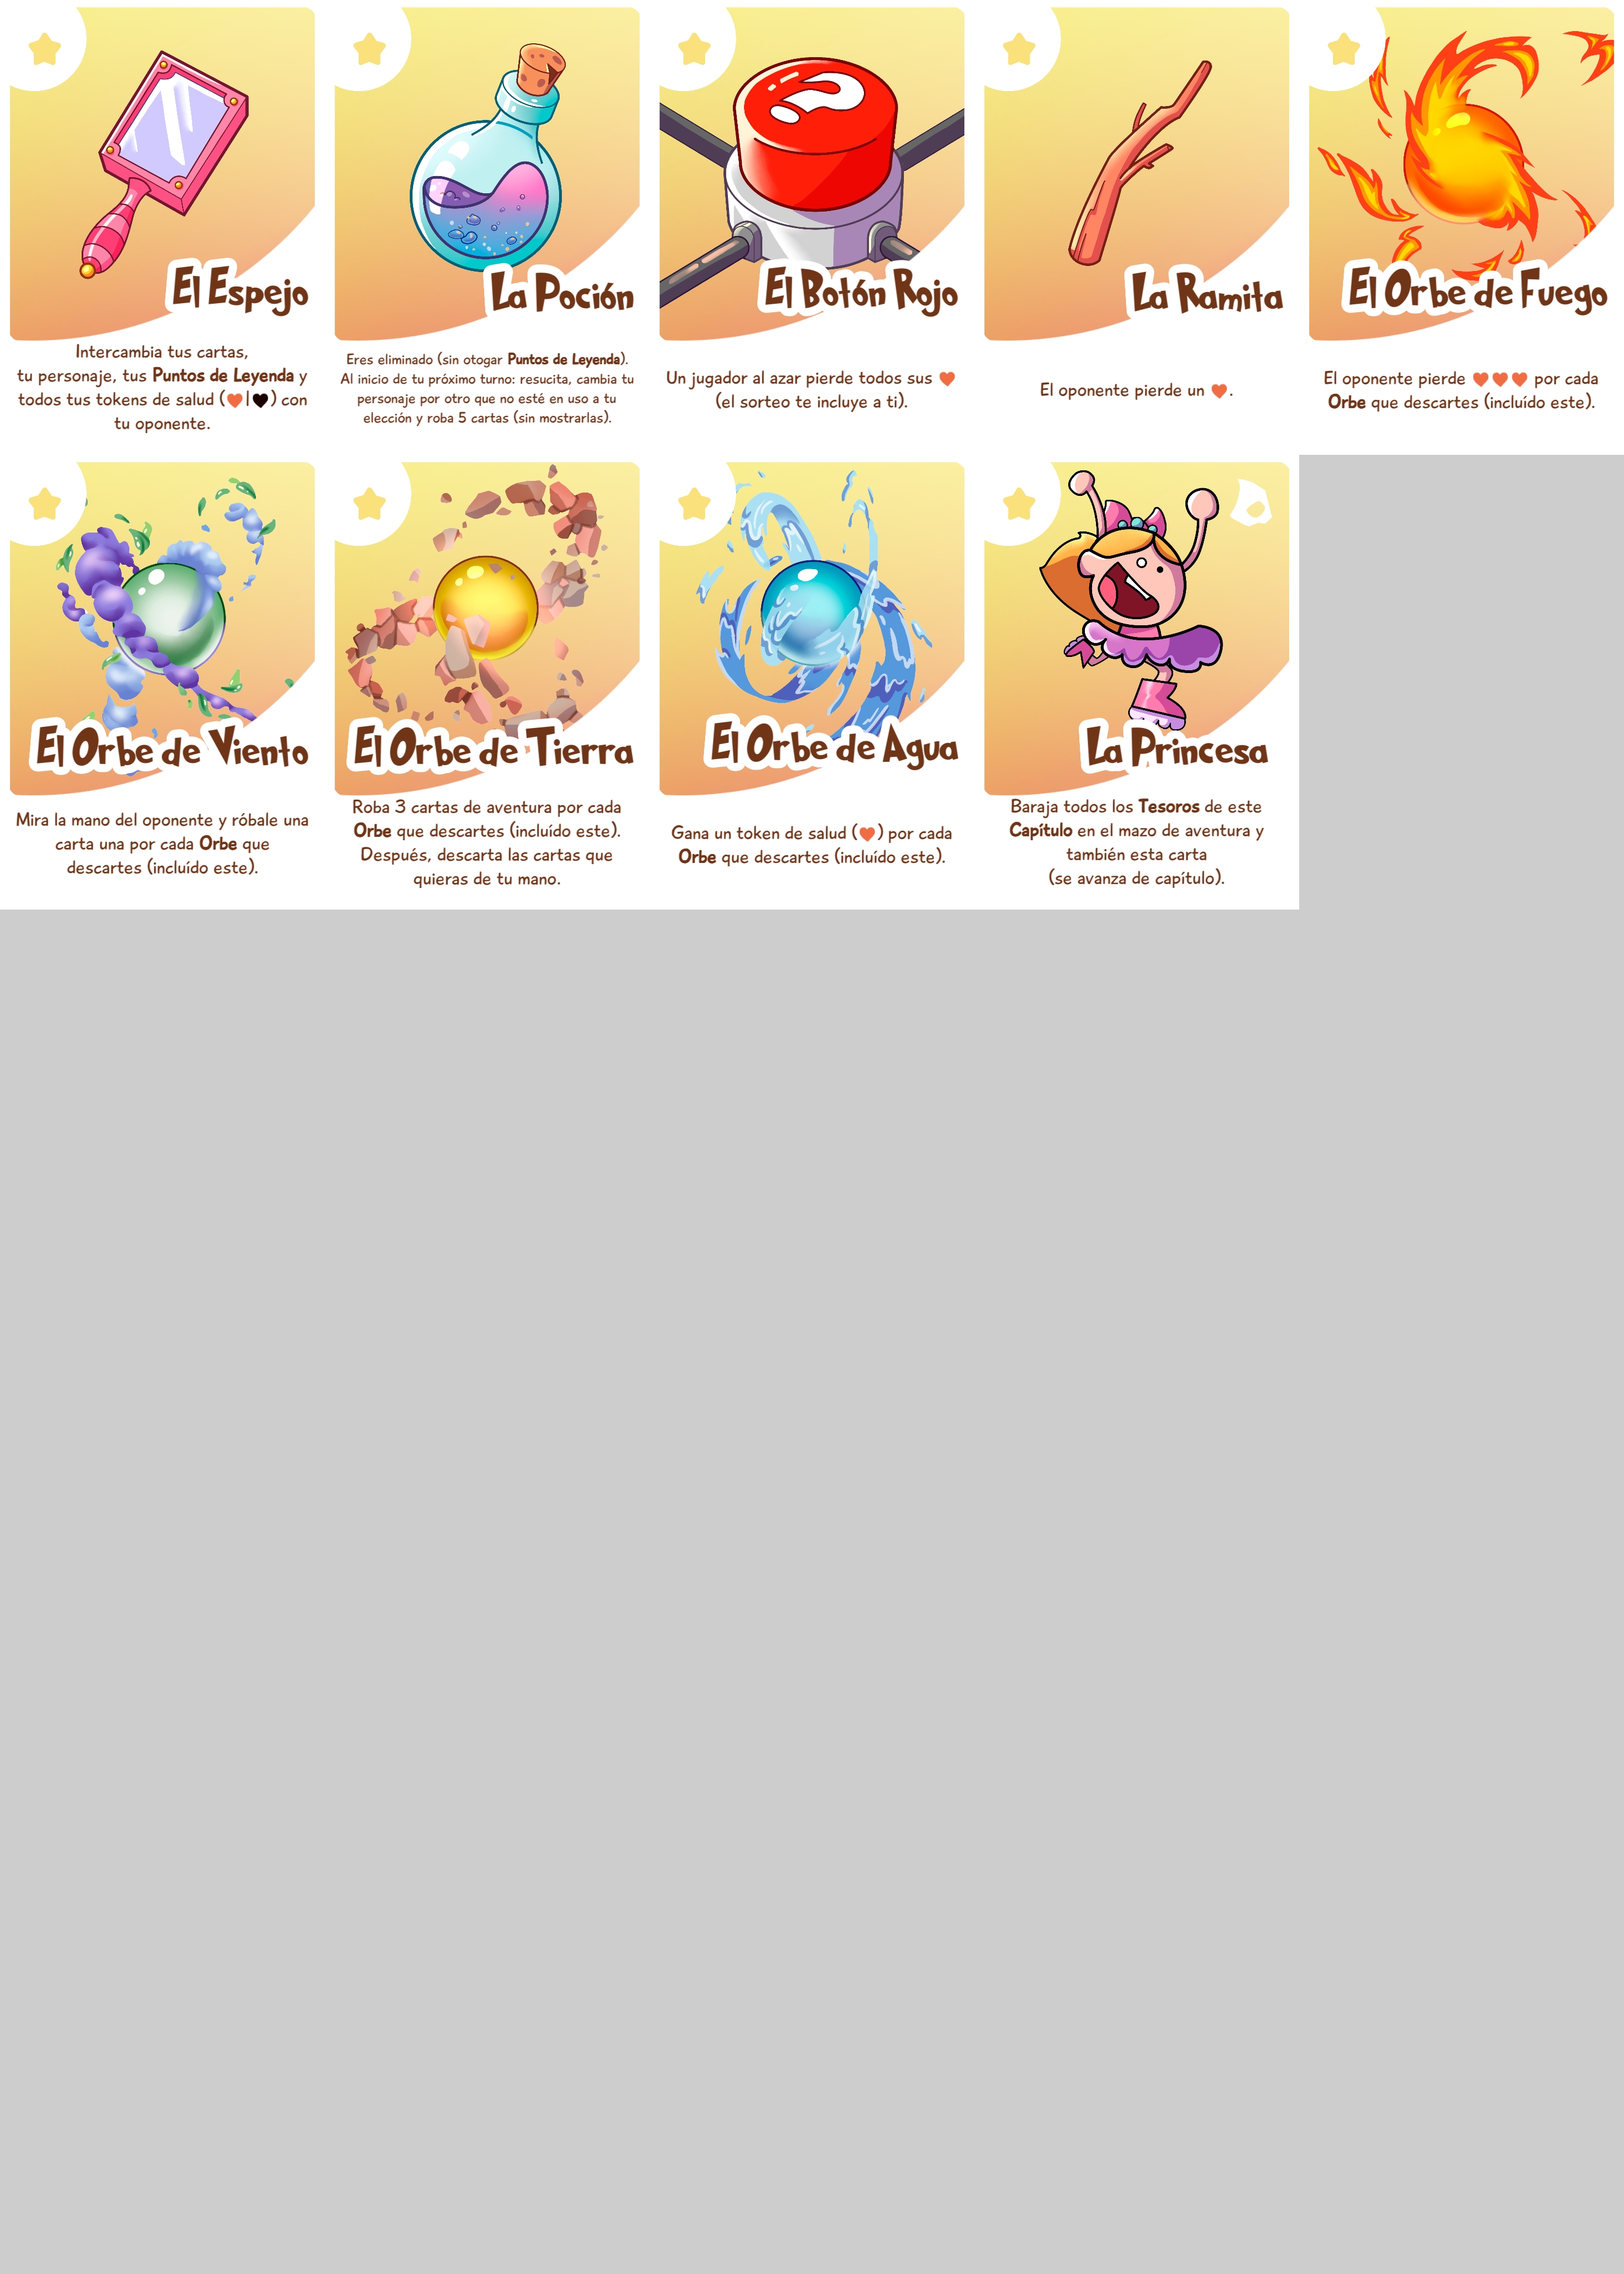 El Espejo
Intercambia tus cartas,
tu personaje, tus Puntos de Leyenda y
todos tus tokens de salud (❤|🖤) con
tu oponente.
La Poción
Eres eliminado (sin otogar Puntos de Leyenda).
Al inicio de tu próximo turno: resucita, cambia tu
personaje por otro que no esté en uso a tu
elección y roba 5 cartas (sin mostrarlas).
?
El Botón Rojo
Un jugador al azar pierde todos sus ❤
(el sorteo te incluye a ti).
La Ramita
El oponente pierde un ❤.
El Orbe de Fuego
El oponente pierde ❤❤❤ por cada
Orbe que descartes (incluído este).
El Orbe de Viento
Mira la mano del oponente y róbale una
carta una por cada Orbe que
descartes (incluído este).
El Orbe de Tierra
Roba 3 cartas de aventura por cada
Orbe que descartes (incluído este).
Después, descarta las cartas que
quieras de tu mano.
El Orbe de Agua
Gana un token de salud (❤) por cada
Orbe que descartes (incluído este).
La Princesa
Baraja todos los Tesoros de este
Capítulo en el mazo de aventura y
también esta carta
(se avanza de capítulo).